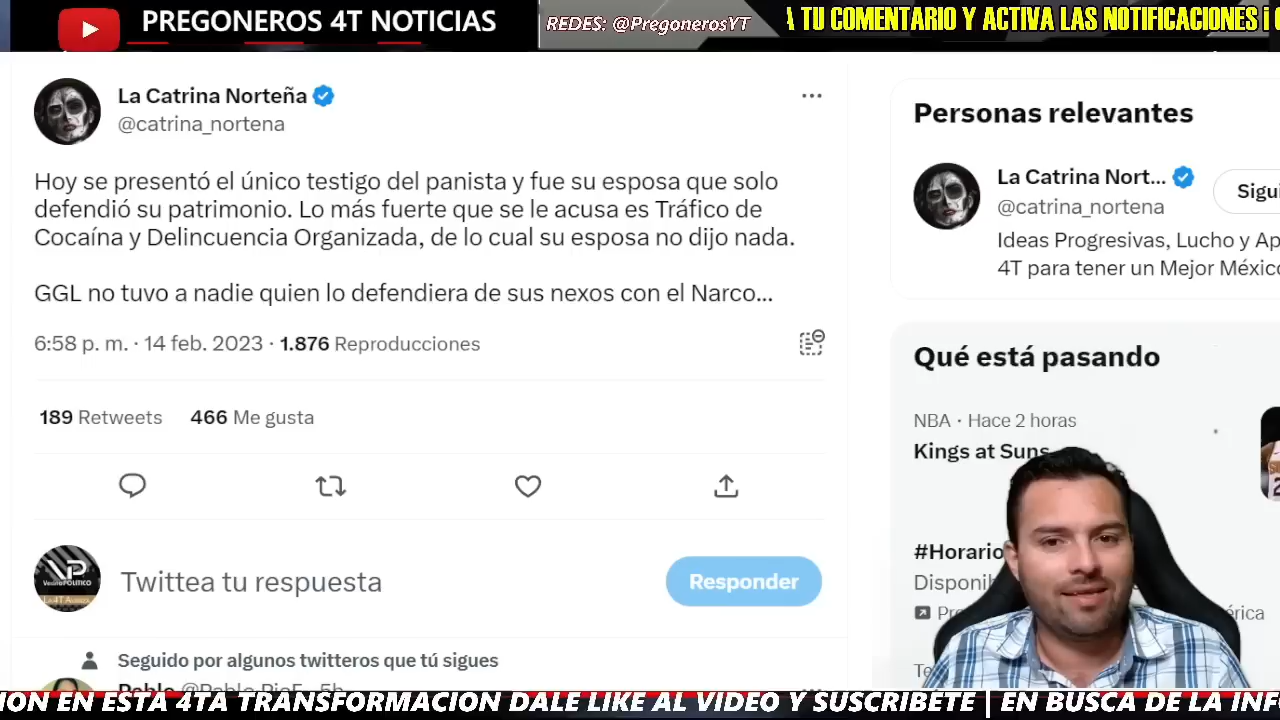 PREGONEROS 4T NOTICIAS
REDES: @PregonerosYT
TU COMENTARIO Y ACTIVA LAS NOTIFICACIONES
La Catrina Norteña
@catrina_nortena
Hoy se presentó el único testigo del panista y fue su esposa que solo
defendió su patrimonio. Lo más fuerte que se le acusa es Tráfico de
Cocaína y Delincuencia Organizada, de lo cual su esposa no dijo nada.
GGL no tuvo a nadie quien lo defendiera de sus nexos con el Narco...
6:58 p. m. · 14 feb. 2023 · 1.876 Reproducciones
189 Retweets 466 Me gusta
VP
POLÍTICO
Twittea tu respuesta
Responder
Seguido por algunos twitteros que tú sigues
Personas relevantes
La Catrina Nort...
@catrina_nortena
Ideas Progresivas, Lucho y
4T para tener un Mejor México
Qué está pasando
NBA · Hace 2 horas
Kings at Suns
EN ESTA 4TA TRANSFORMACION DALE LIKE AL VIDEO Y SUSCRIBETE | EN BUSCA DE LA